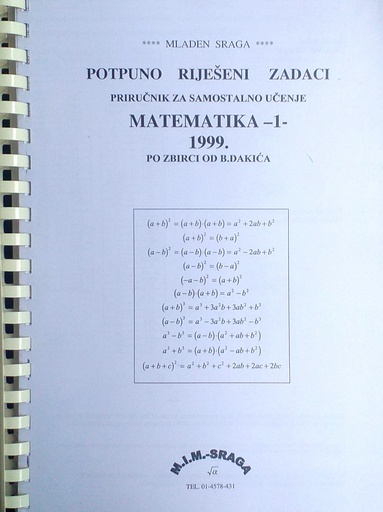 **** MLADEN SRAGA ****
POTPUNO RIJEŠENI ZADACI
PRIRUČNIK ZA SAMOSTALNO UČENJE
MATEMATIKA –1-
1999.
PO ZBIRCI OD B.DAKIĆA
(a+b)² = (a+b)·(a+b) = a² + 2ab + b²
(a+b)² = (b+a)²
(a−b)² = (a−b)·(a−b) = a² − 2ab + b²
(a−b)² = (b−a)²
(−a−b)² = (a+b)²
(a−b)·(a+b) = a² − b²
(a+b)³ = a³ + 3a²b + 3ab² + b³
(a−b)³ = a³ − 3a²b + 3ab² − b³
a³ − b³ = (a−b)·(a² + ab + b²)
a³ + b³ = (a+b)·(a² − ab + b²)
(a+b+c)² = a² + b² + c² + 2ab + 2ac + 2bc
M.I.M.-SRAGA
√α
TEL. 01-4578-431